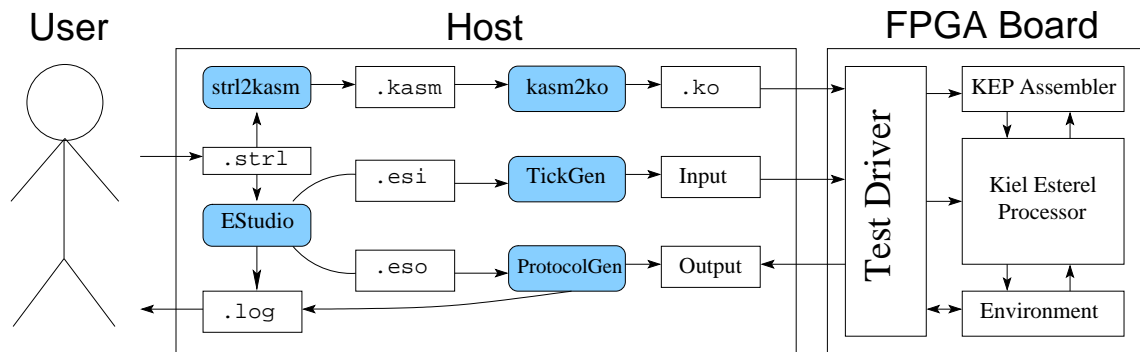 User
Host
FPGA Board
strl2kasm
.kasm
kasm2ko
.ko
KEP Assembler
.strl
.esi
TickGen
Input
Test Driver
Kiel Esterel
Processor
EStudio
.eso
ProtocolGen
Output
.log
Environment